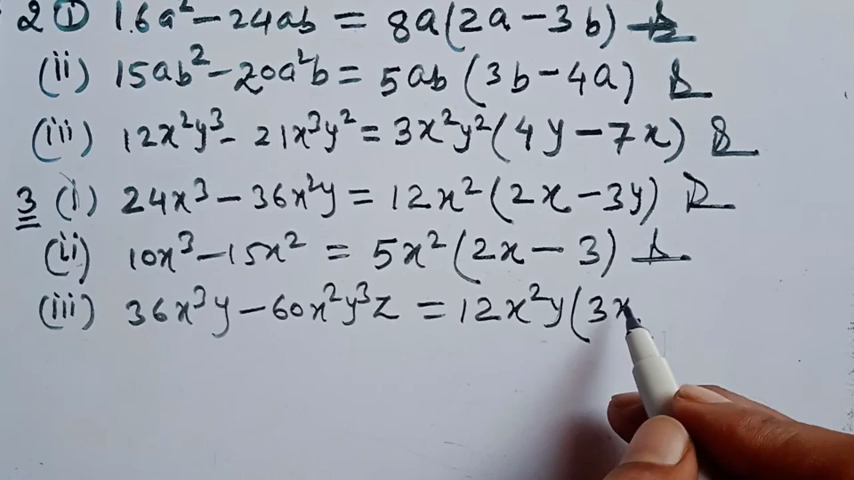 2 (i) 16a² - 24ab = 8a(2a - 3b)
(ii) 15ab² - 20a²b = 5ab (3b - 4a)
(iii) 12x²y³ - 21x³y² = 3x²y²(4y - 7x)
3 (i) 24x³ - 36x²y = 12x²(2x - 3y)
(ii) 10x³ - 15x² = 5x²(2x - 3)
(iii) 36x³y - 60x²y³z = 12x²y(3x